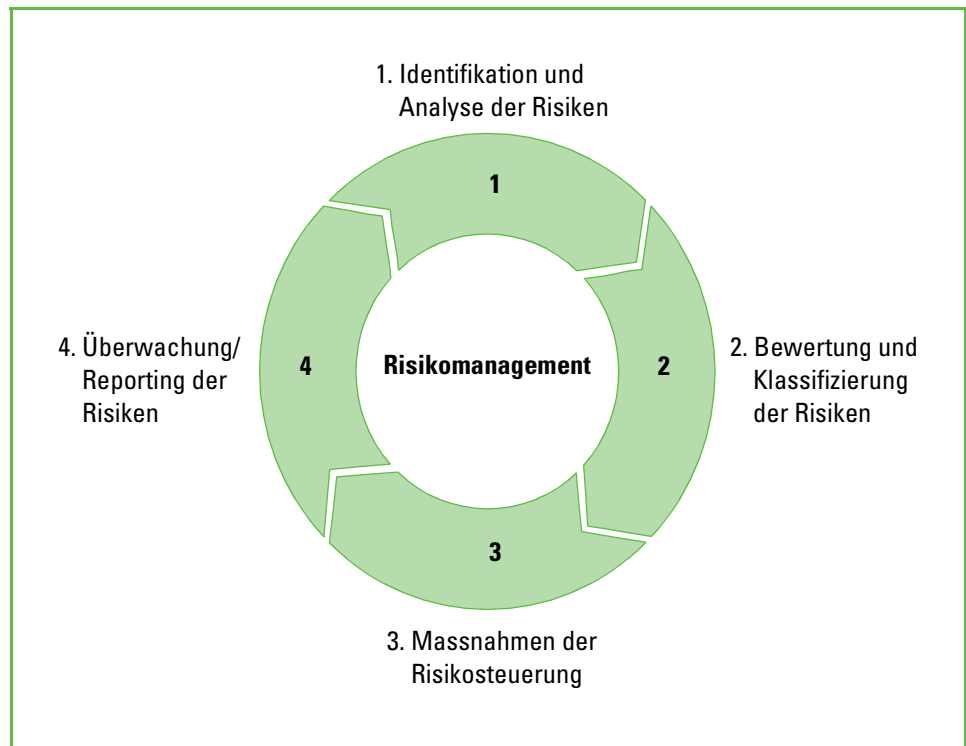 1. Identifikation und
Analyse der Risiken
1
4. Überwachung/
Reporting der
Risiken
4
Risikomanagement
2
2. Bewertung und
Klassifizierung
der Risiken
3
3. Massnahmen der
Risikosteuerung